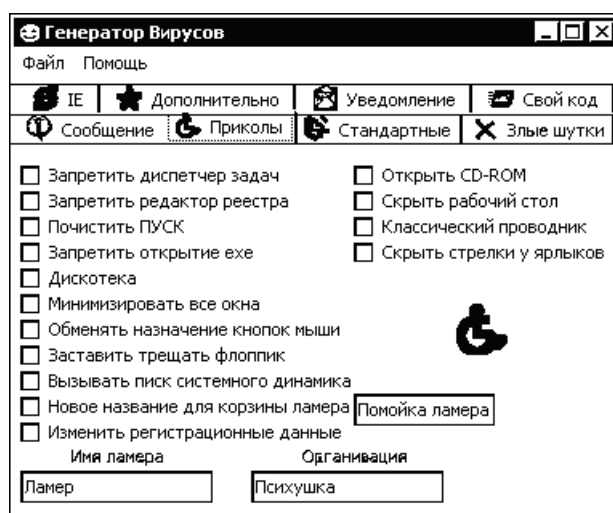 Генератор Вирусов
Файл Помощь
IE Дополнительно Уведомление Свой код
Сообщение Приколы Стандартные Злые шутки
Запретить диспетчер задач Открыть CD-ROM
Запретить редактор реестра Скрыть рабочий стол
Почистить ПУСК Классический проводник
Запретить открытие exe Скрыть стрелки у ярлыков
Дискотека
Минимизировать все окна
Обменять назначение кнопок мыши
Заставить трещать флоппик
Вызывать писк системного динамика
Новое название для корзины ламера Помойка ламера
Изменить регистрационные данные
Имя ламера Организация
Ламер Психушка